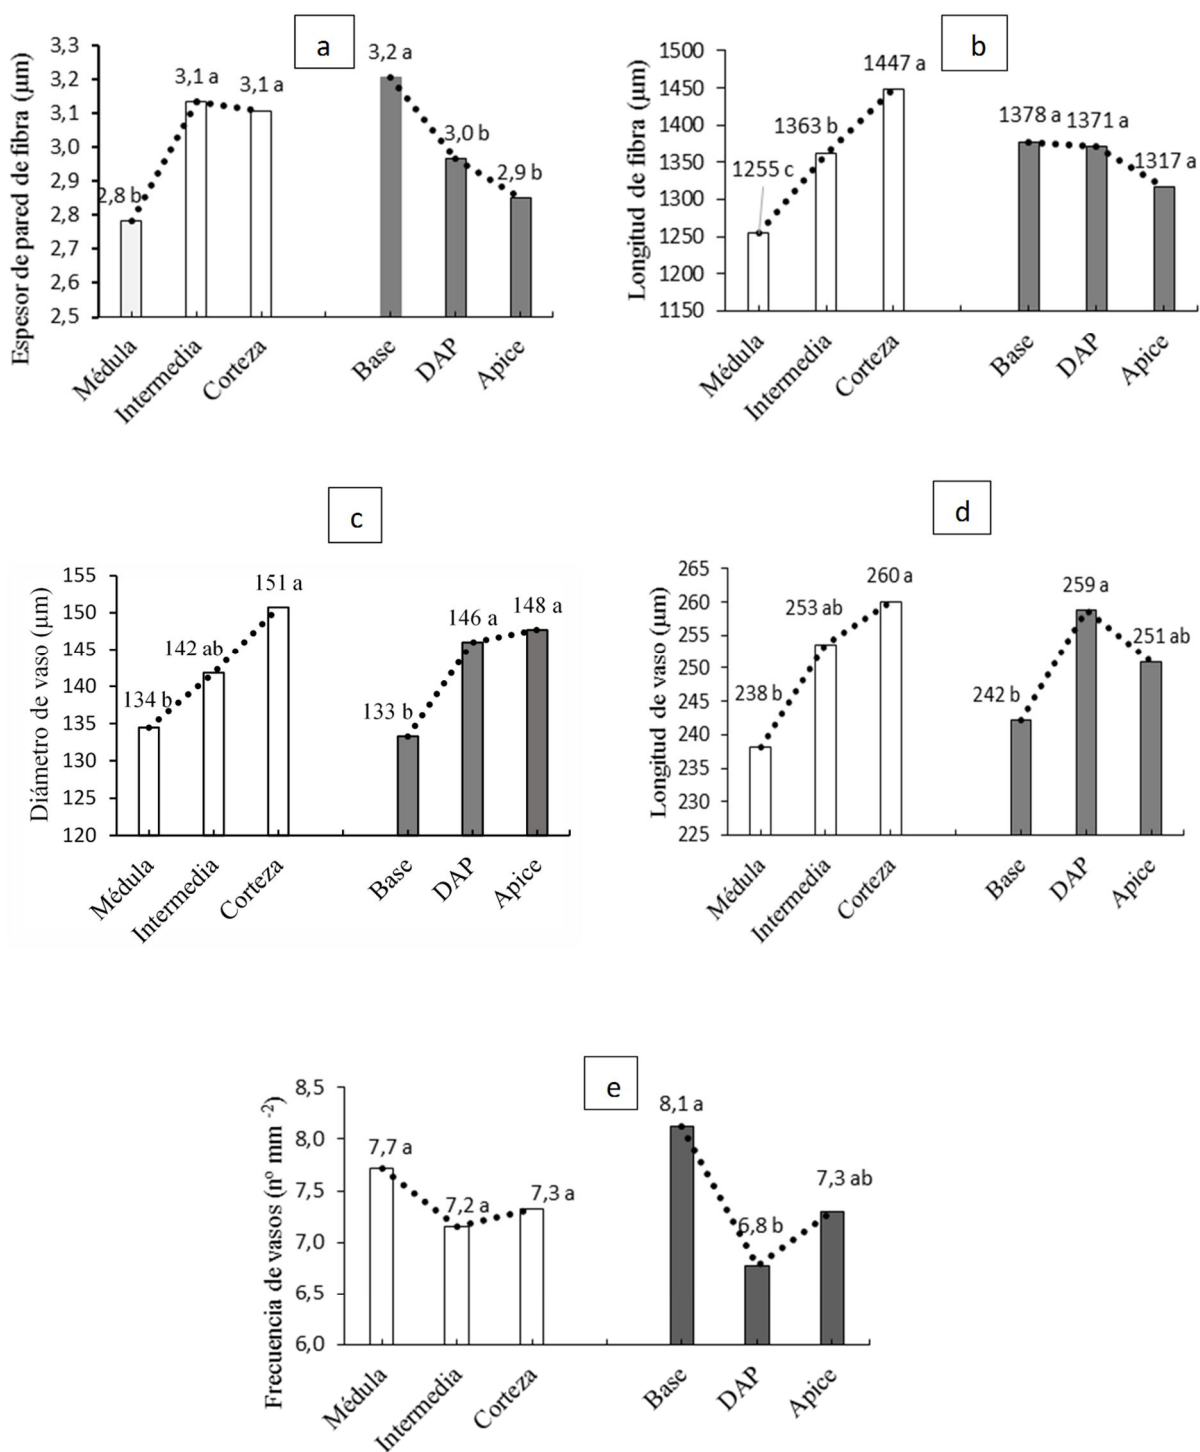 a
Espesor de pared de fibra (µm)
3,3
3,2
3,1
3,0
2,9
2,8
2,7
2,6
2,5
2,8 b
3,1 a
3,1 a
3,2 a
3,0 b
2,9 b
Médula
Intermedia
Corteza
Base
DAP
Apice
b
Longitud de fibra (µm)
1500
1450
1400
1350
1300
1250
1200
1150
1255 c
1363 b
1447 a
1378 a
1371 a
1317 a
Médula
Intermedia
Corteza
Base
DAP
Apice
c
Diámetro de vaso (µm)
155
150
145
140
135
130
125
120
134 b
142 ab
151 a
133 b
146 a
148 a
Médula
Intermedia
Corteza
Base
DAP
Apice
d
Longitud de vaso (µm)
265
260
255
250
245
240
235
230
225
238 b
253 ab
260 a
242 b
259 a
251 ab
Médula
Intermedia
Corteza
Base
DAP
Apice
e
Frecuencia de vasos (nº mm -2)
8,5
8,0
7,5
7,0
6,5
6,0
7,7 a
7,2 a
7,3 a
8,1 a
6,8 b
7,3 ab
Médula
Intermedia
Corteza
Base
DAP
Apice